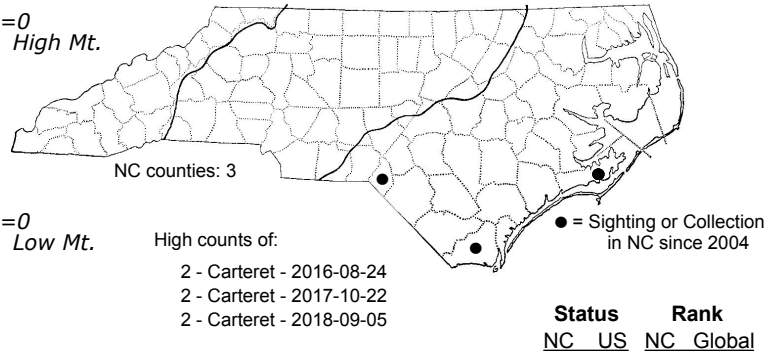 =0
High Mt.
NC counties: 3
=0
Low Mt.
High counts of:
2 - Carteret - 2016-08-24
2 - Carteret - 2017-10-22
2 - Carteret - 2018-09-05
● = Sighting or Collection
in NC since 2004
Status Rank
NC US NC Global